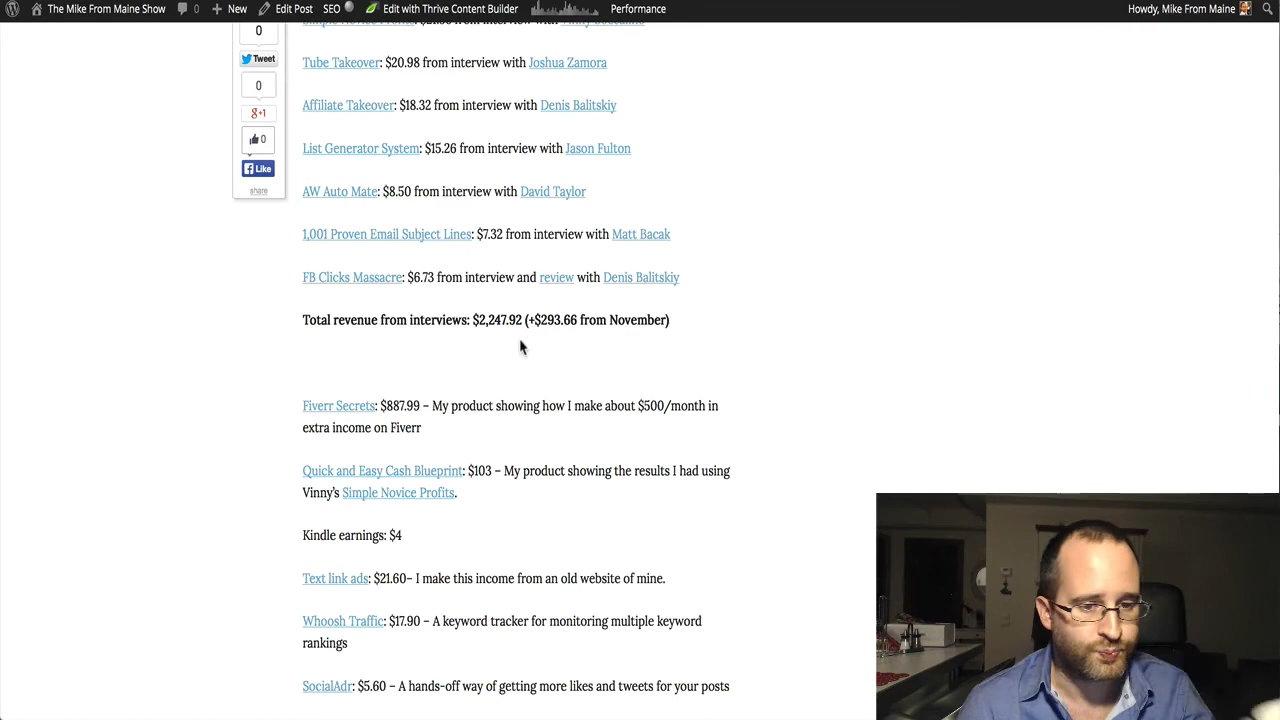 The Mike From Maine Show 0 New Edit Post SEO Edit with Thrive Content Builder Performance Howdy, Mike From Maine
0
Tweet
0
g+1
0
Like
share
Simple Novice Profits: $21.00 from interview with
Tube Takeover: $20.98 from interview with Joshua Zamora
Affiliate Takeover: $18.32 from interview with Denis Balitskiy
List Generator System: $15.26 from interview with Jason Fulton
AW Auto Mate: $8.50 from interview with David Taylor
1,001 Proven Email Subject Lines: $7.32 from interview with Matt Bacak
FB Clicks Massacre: $6.73 from interview and review with Denis Balitskiy
Total revenue from interviews: $2,247.92 (+$293.66 from November)
Fiverr Secrets: $887.99 – My product showing how I make about $500/month in
extra income on Fiverr
Quick and Easy Cash Blueprint: $103 – My product showing the results I had using
Vinny's Simple Novice Profits.
Kindle earnings: $4
Text link ads: $21.60– I make this income from an old website of mine.
Whoosh Traffic: $17.90 – A keyword tracker for monitoring multiple keyword
rankings
SocialAdr: $5.60 – A hands-off way of getting more likes and tweets for your posts